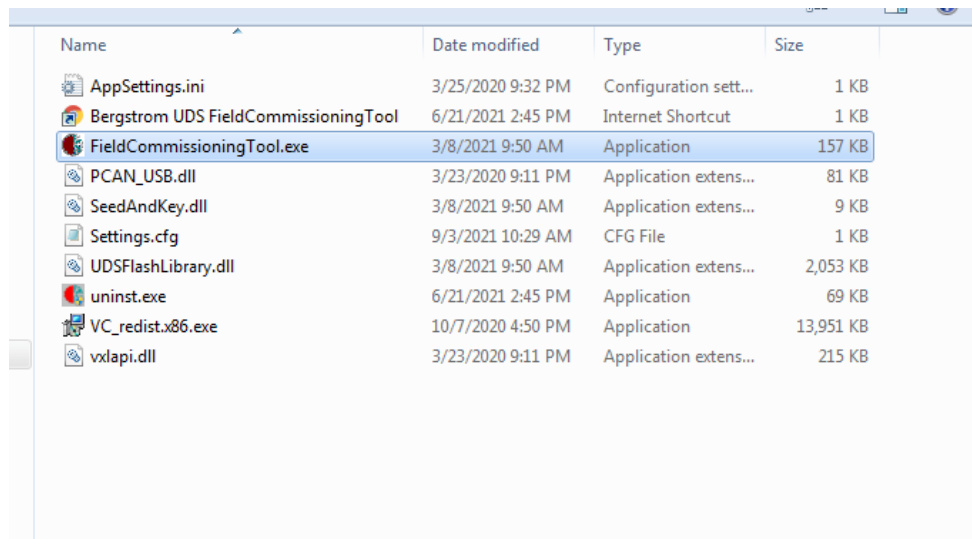 Name Date modified Type Size
AppSettings.ini 3/25/2020 9:32 PM Configuration sett... 1 KB
Bergstrom UDS FieldCommissioningTool 6/21/2021 2:45 PM Internet Shortcut 1 KB
FieldCommissioningTool.exe 3/8/2021 9:50 AM Application 157 KB
PCAN_USB.dll 3/23/2020 9:11 PM Application extens... 81 KB
SeedAndKey.dll 3/8/2021 9:50 AM Application extens... 9 KB
Settings.cfg 9/3/2021 10:29 AM CFG File 1 KB
UDSFlashLibrary.dll 3/8/2021 9:50 AM Application extens... 2,053 KB
uninst.exe 6/21/2021 2:45 PM Application 69 KB
VC_redist.x86.exe 10/7/2020 4:50 PM Application 13,951 KB
vxlapi.dll 3/23/2020 9:11 PM Application extens... 215 KB